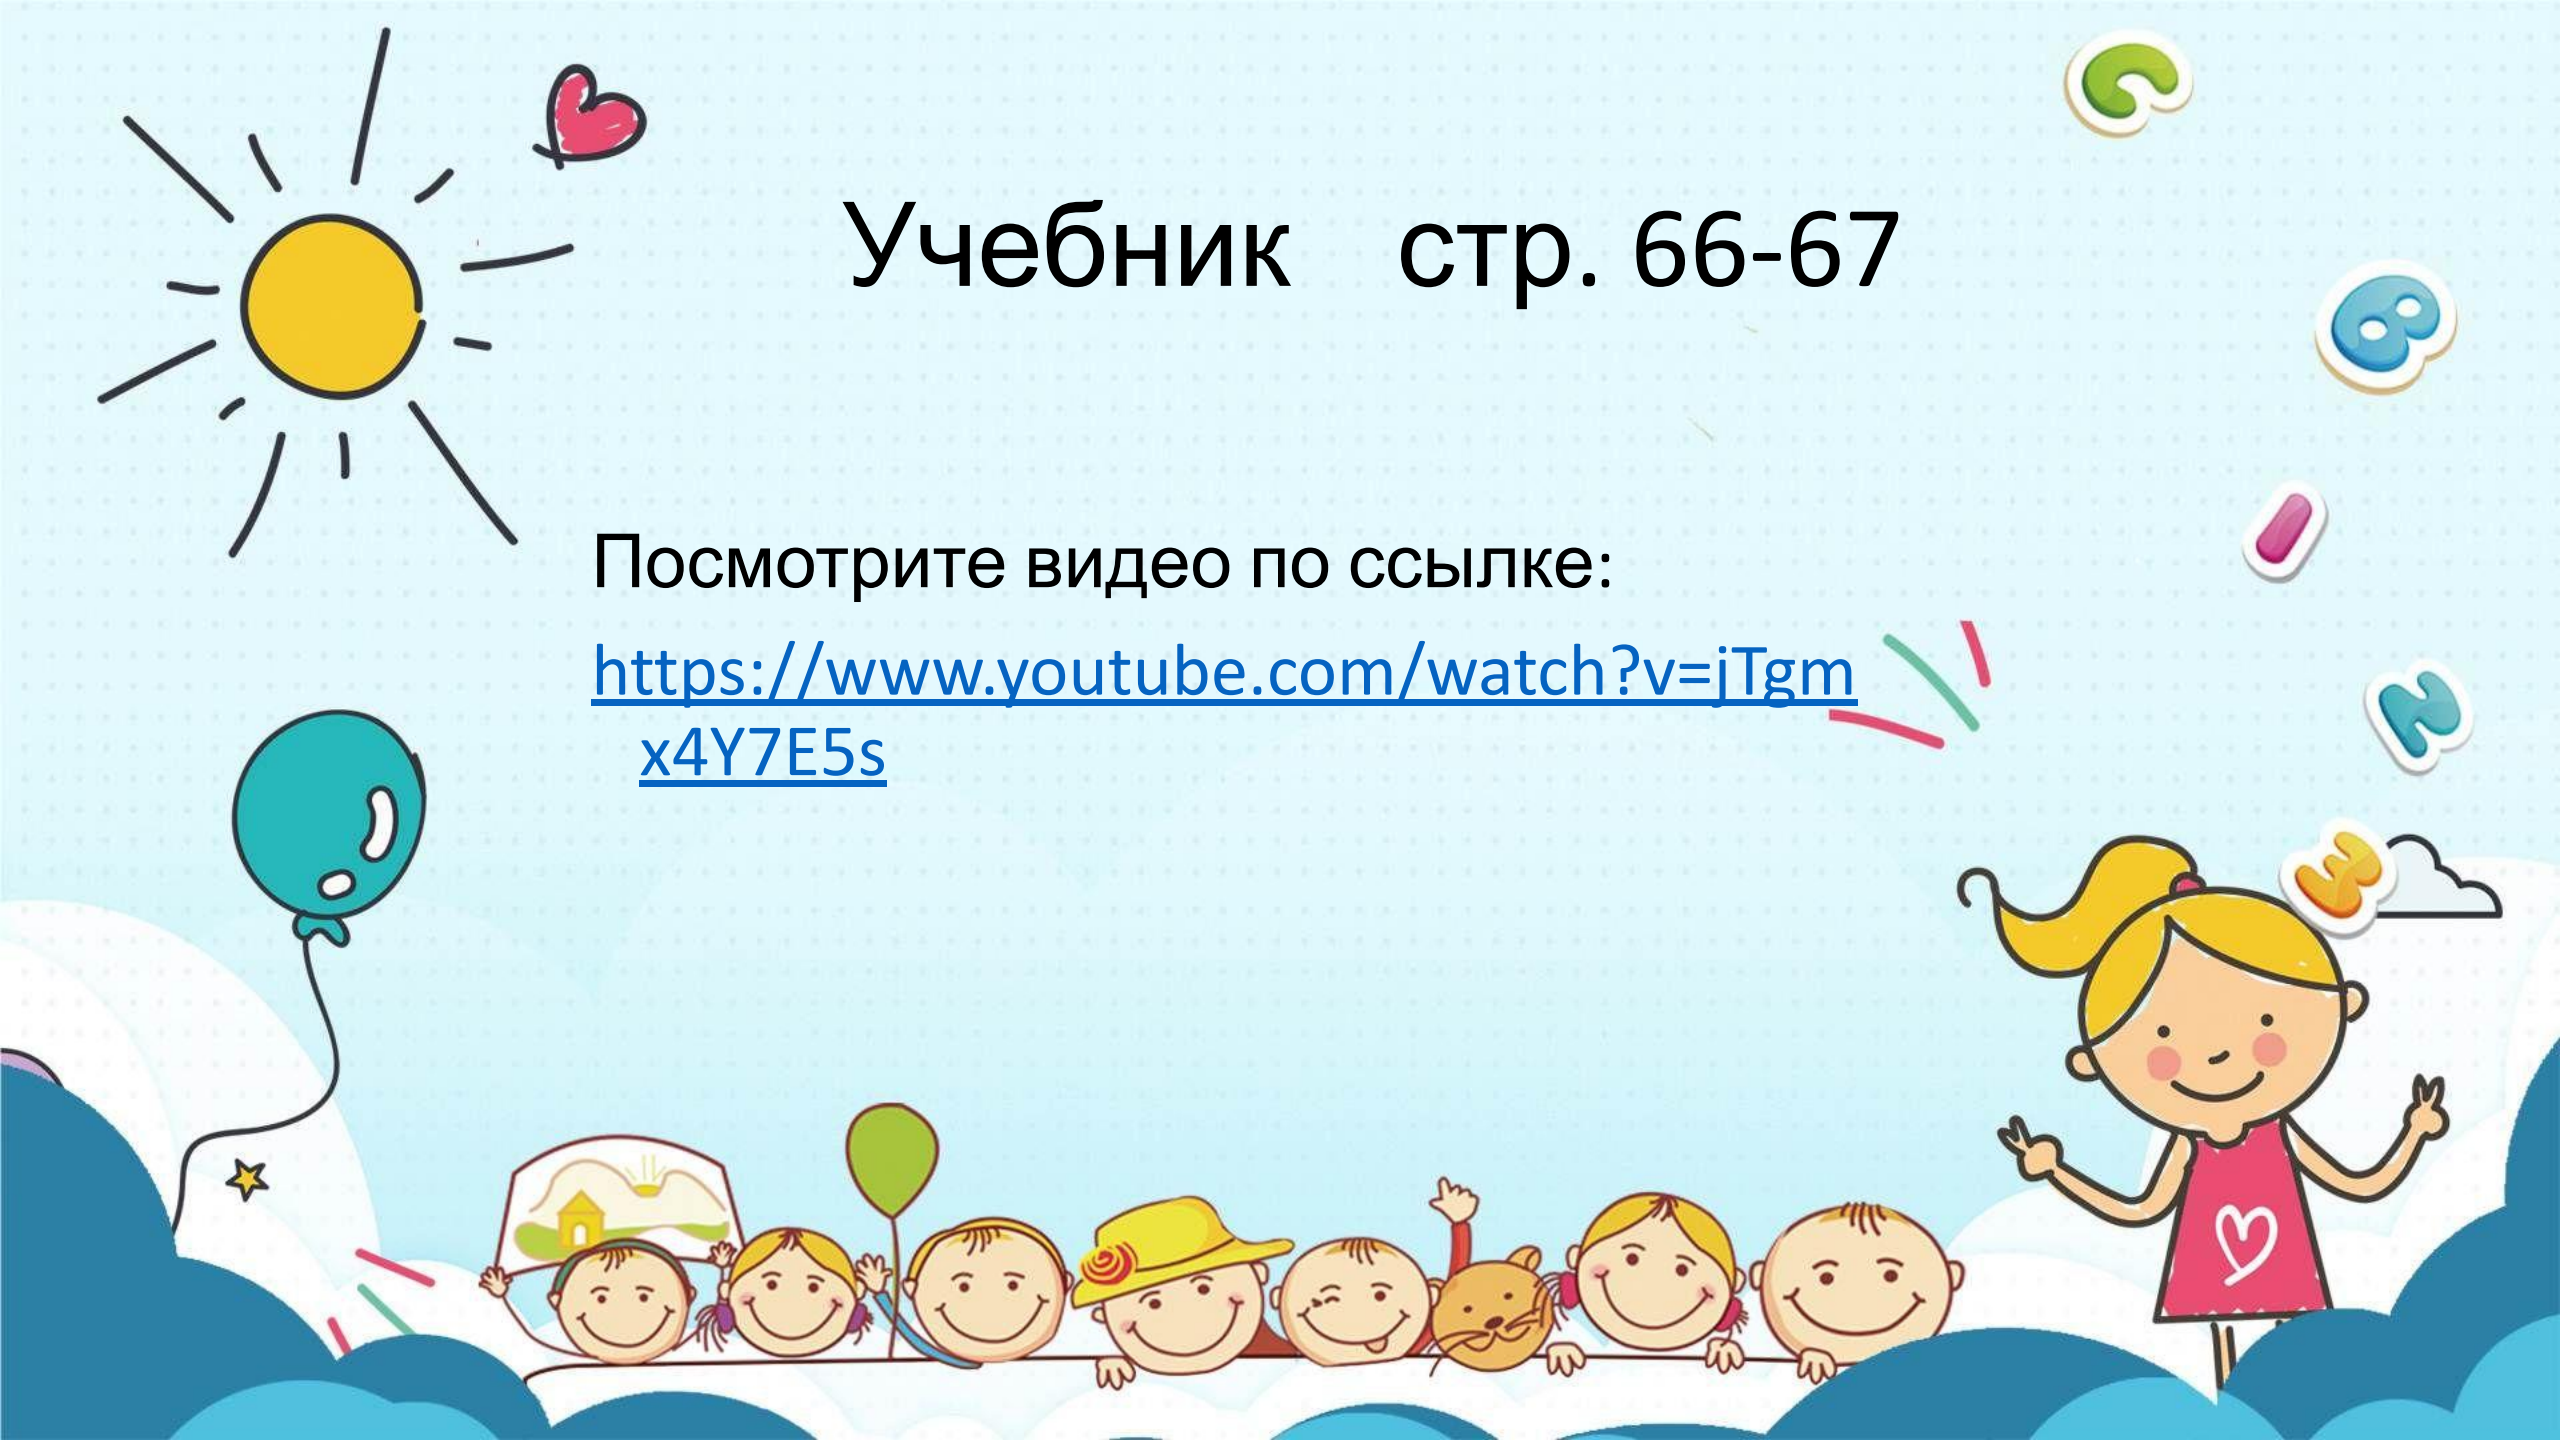 Учебник стр. 66-67
Посмотрите видео по ссылке:
https://www.youtube.com/watch?v=jTgm
x4Y7E5s
C
B
I
N
W